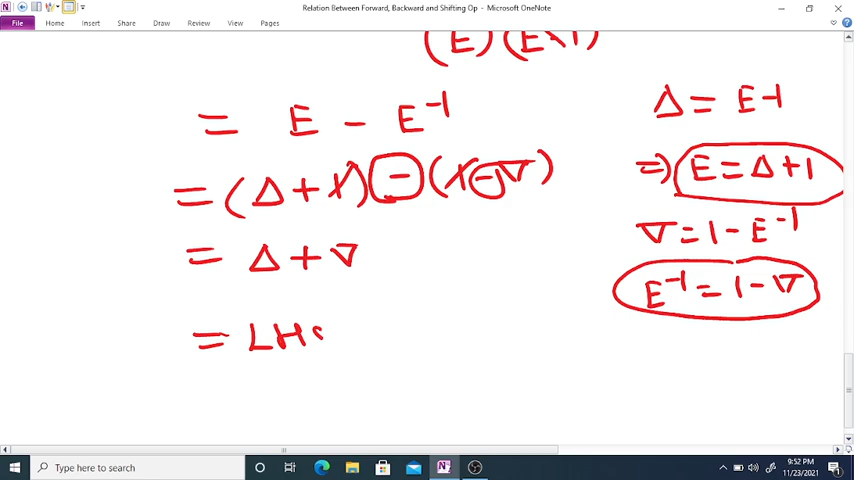 Relation Between Forward, Backward and Shifting Op - Microsoft OneNote
File Home Insert Share Draw History Review View Pages
= E - E⁻¹
= (Δ + 1) - (1 - ∇)
= Δ + ∇
= LHS
Δ = E-1
⇒) E = Δ + 1
∇ = 1 - E⁻¹
E⁻¹ = 1 - ∇
Type here to search
9:52 PM
11/23/2021